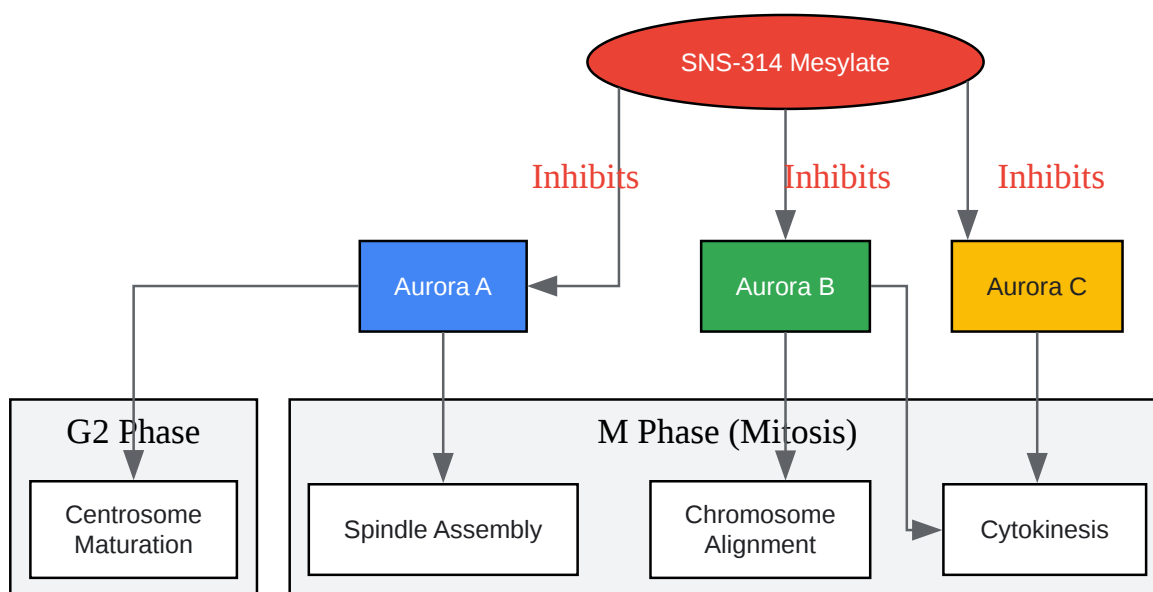 SNS-314 Mesylate
Inhibits
Inhibits
Inhibits
Aurora A
Aurora B
Aurora C
G2 Phase
M Phase (Mitosis)
Centrosome
Maturation
Spindle Assembly
Chromosome
Alignment
Cytokinesis